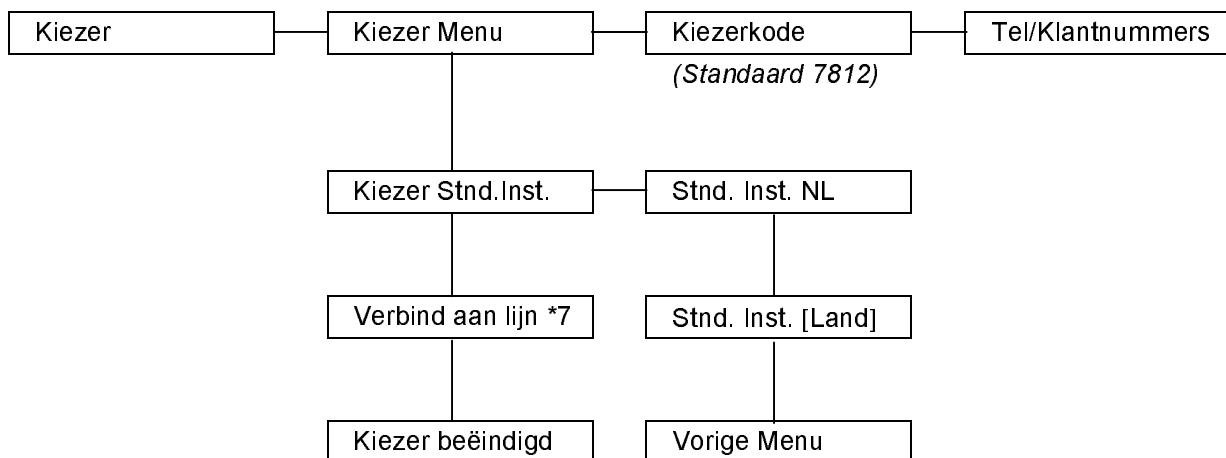 Kiezer
Kiezer Menu
Kiezerkode
Tel/Klantnummers
(Standaard 7812)
Kiezer Stnd.Inst.
Stnd. Inst. NL
Verbind aan lijn *7
Stnd. Inst. [Land]
Kiezer beëindigd
Vorige Menu